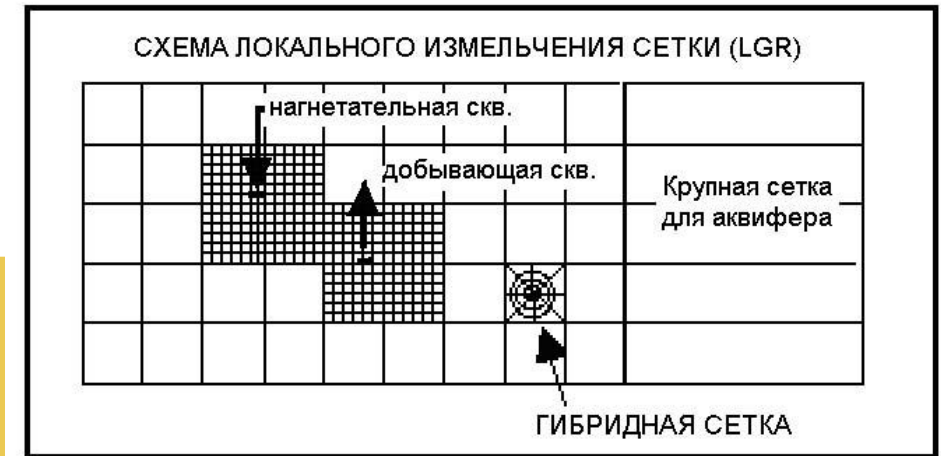 СХЕМА ЛОКАЛЬНОГО ИЗМЕЛЬЧЕНИЯ СЕТКИ (LGR)
нагнетательная скв.
добывающая скв.
Крупная сетка
для аквифера
ГИБРИДНАЯ СЕТКА